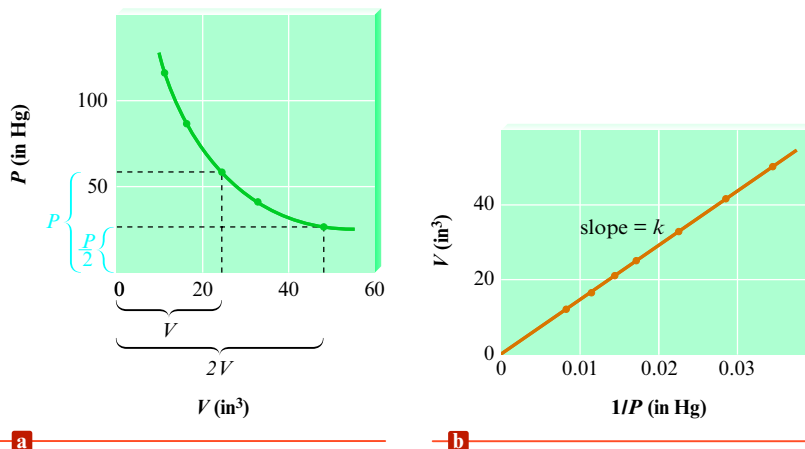 P (in Hg)
100
50
P
P/2
0 20 40 60
V
2V
V (in³)
a
V (in³)
40
20
0
slope = k
0 0.01 0.02 0.03
1/P (in Hg)
b